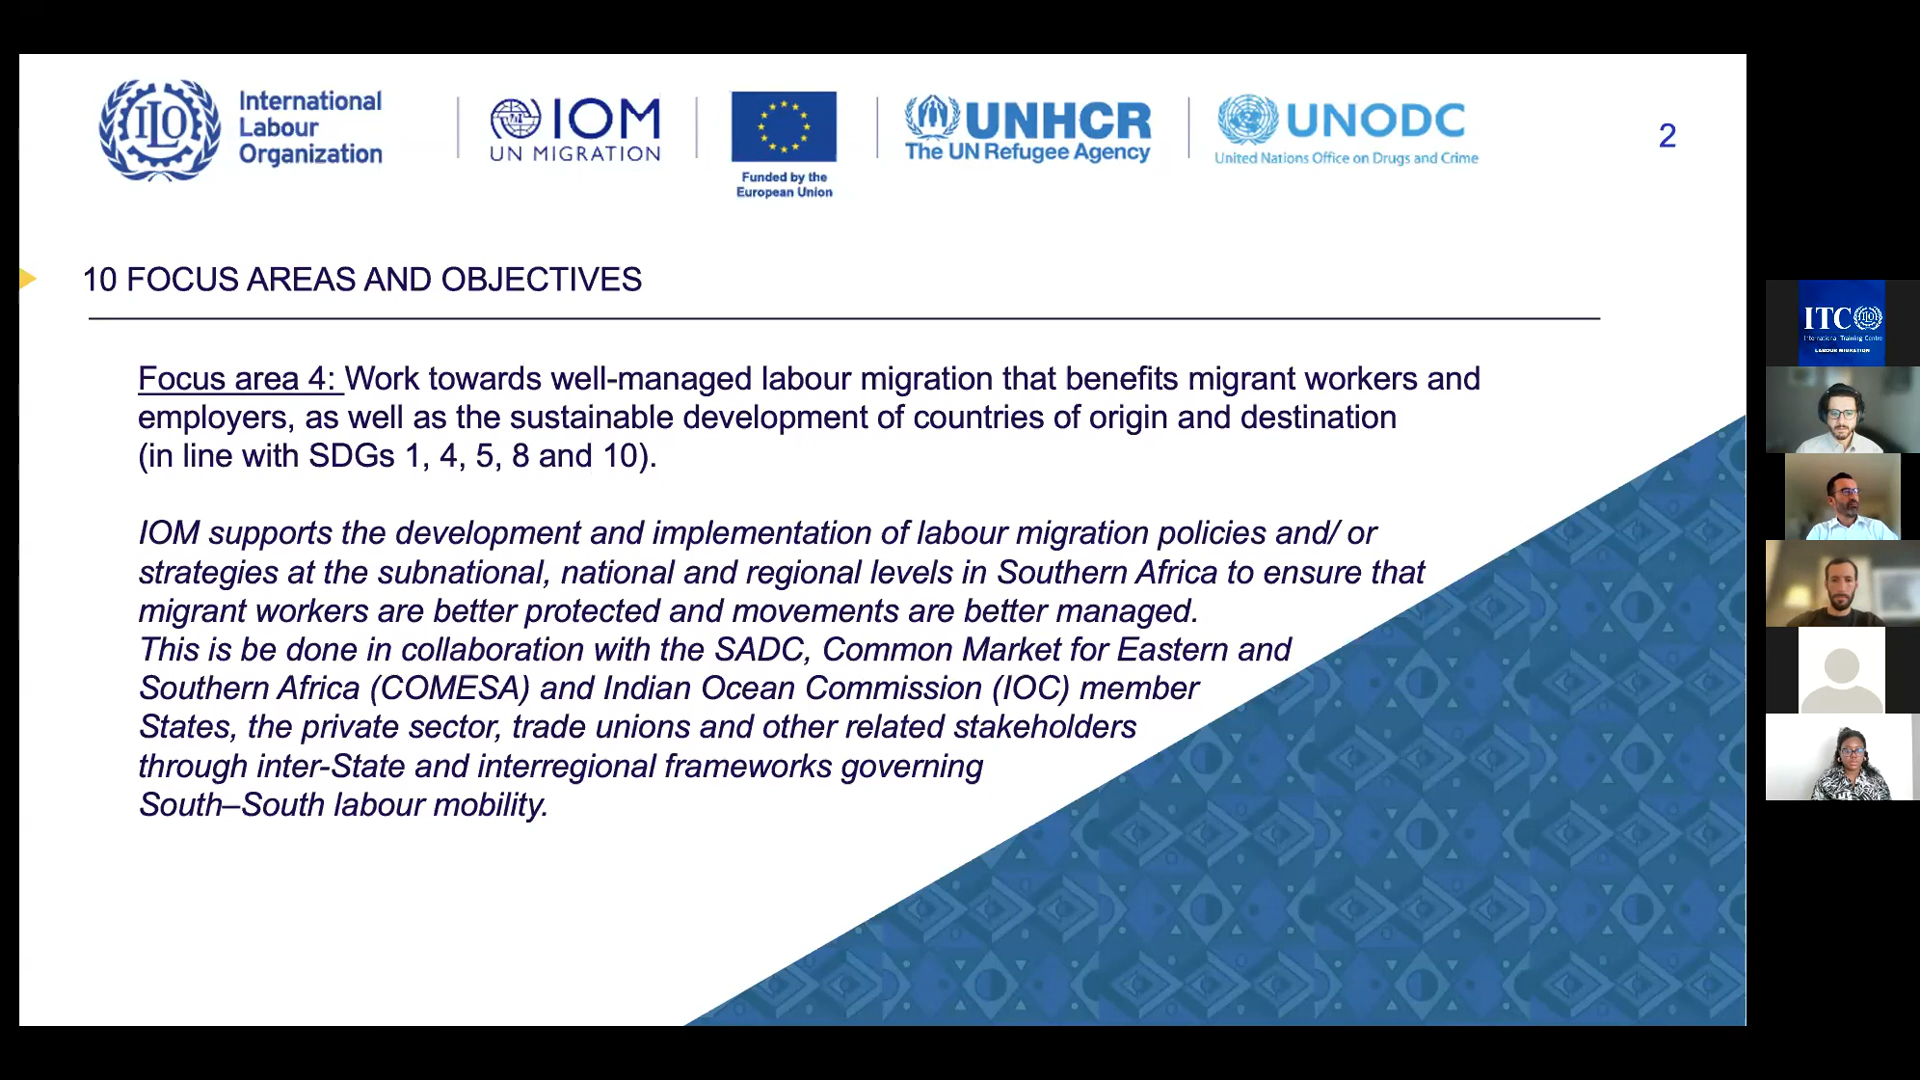 International
Labour
Organization
ILO
IOM
UN MIGRATION
Funded by the
European Union
UNHCR
The UN Refugee Agency
UNODC
United Nations Office on Drugs and Crime
2
10 FOCUS AREAS AND OBJECTIVES
Focus area 4: Work towards well-managed labour migration that benefits migrant workers and
employers, as well as the sustainable development of countries of origin and destination
(in line with SDGs 1, 4, 5, 8 and 10).
IOM supports the development and implementation of labour migration policies and/ or
strategies at the subnational, national and regional levels in Southern Africa to ensure that
migrant workers are better protected and movements are better managed.
This is be done in collaboration with the SADC, Common Market for Eastern and
Southern Africa (COMESA) and Indian Ocean Commission (IOC) member
States, the private sector, trade unions and other related stakeholders
through inter-State and interregional frameworks governing
South–South labour mobility.
ITC
International Training Centre
LABOUR MIGRATION